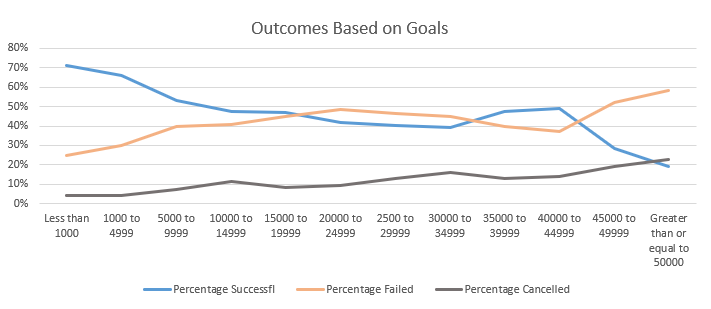 Outcomes Based on Goals
80%
70%
60%
50%
40%
30%
20%
10%
0%
Less than
1000
1000 to
4999
5000 to
9999
10000 to
14999
15000 to
19999
20000 to
24999
2500 to
29999
30000 to
34999
35000 to
39999
40000 to
44999
45000 to
49999
Greater
than or
equal to
50000
Percentage Successfl
Percentage Failed
Percentage Cancelled